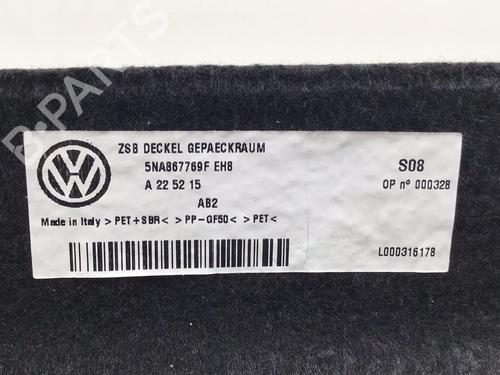 B-PARTS
ZSB DECKEL GEPAECKRAUM
5NA867769F EH8
A 22 52 15
AB2
Made in Italy > PET+SBR< > PP-GF50< > PET<
S08
OP nº 000328
L000316178